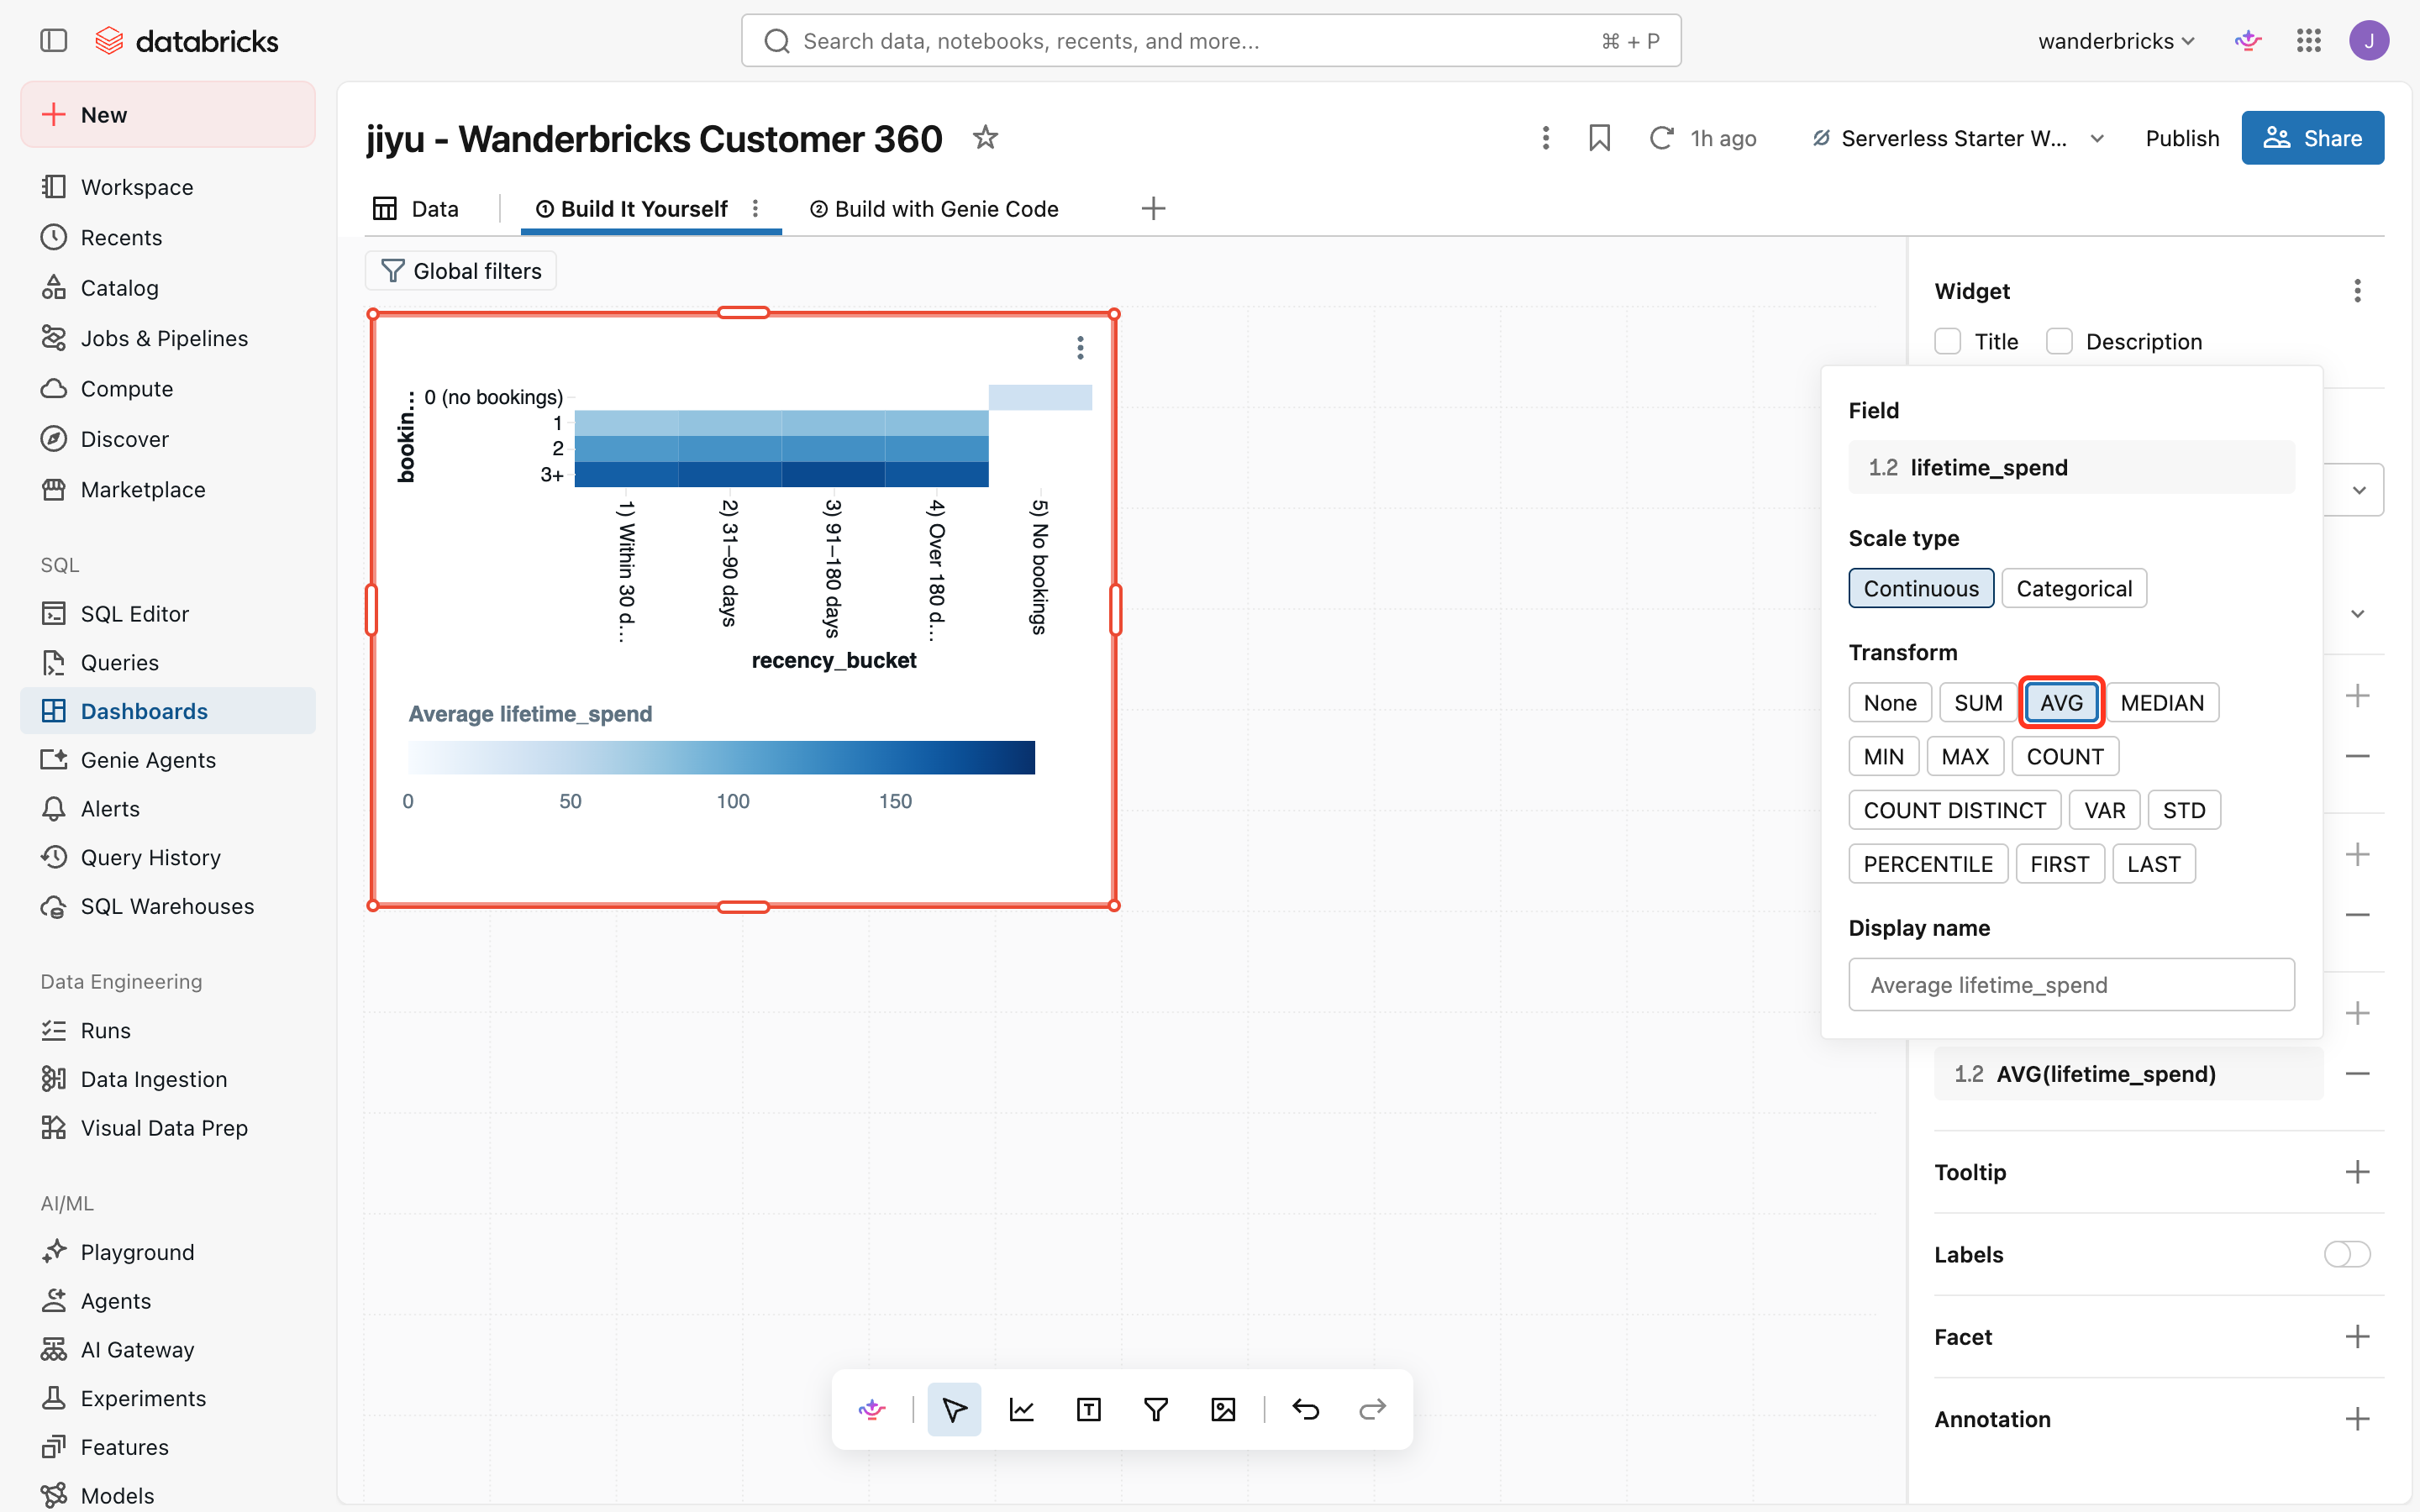 databricks
Search data, notebooks, recents, and more...
⌘ + P
wanderbricks
J
New
Workspace
Recents
Catalog
Jobs & Pipelines
Compute
Discover
Marketplace
SQL
SQL Editor
Queries
Dashboards
Genie Agents
Alerts
Query History
SQL Warehouses
Data Engineering
Runs
Data Ingestion
Visual Data Prep
AI/ML
Playground
Agents
AI Gateway
Experiments
Features
Models
jiyu - Wanderbricks Customer 360
1h ago
Serverless Starter W...
Publish
Share
Data
① Build It Yourself
② Build with Genie Code
Global filters
bookin...
0 (no bookings)
1
2
3+
1) Within 30 d...
2) 31–90 days
3) 91–180 days
4) Over 180 d...
5) No bookings
recency_bucket
Average lifetime_spend
0 50 100 150
Widget
Title Description
Field
1.2 lifetime_spend
Scale type
Continuous Categorical
Transform
None SUM AVG MEDIAN
MIN MAX COUNT
COUNT DISTINCT VAR STD
PERCENTILE FIRST LAST
Display name
Average lifetime_spend
1.2 AVG(lifetime_spend)
Tooltip
Labels
Facet
Annotation